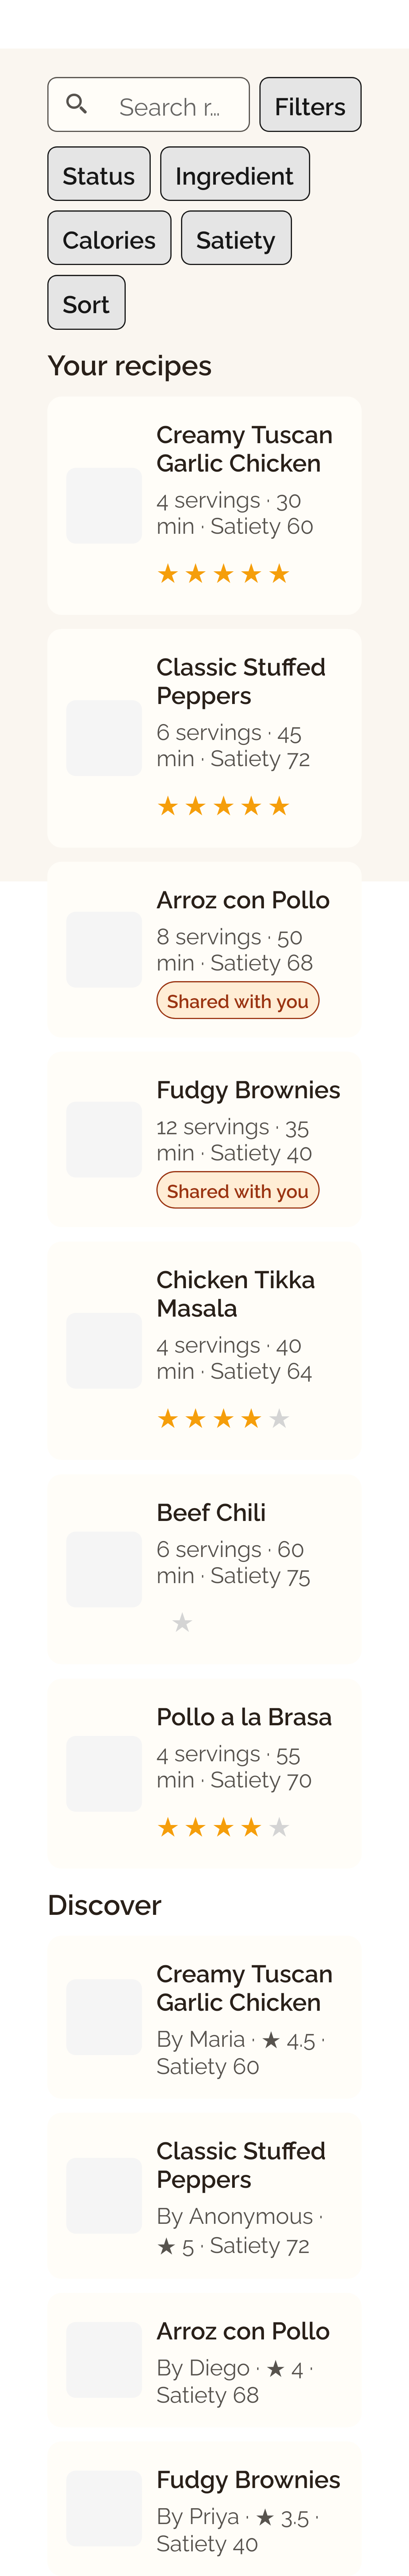 Search r...
Filters
Status
Ingredient
Calories
Satiety
Sort
Your recipes
Creamy Tuscan
Garlic Chicken
4 servings · 30
min · Satiety 60
★ ★ ★ ★ ★
Classic Stuffed
Peppers
6 servings · 45
min · Satiety 72
★ ★ ★ ★ ★
Arroz con Pollo
8 servings · 50
min · Satiety 68
Shared with you
Fudgy Brownies
12 servings · 35
min · Satiety 40
Shared with you
Chicken Tikka
Masala
4 servings · 40
min · Satiety 64
★ ★ ★ ★ ★
Beef Chili
6 servings · 60
min · Satiety 75
★
Pollo a la Brasa
4 servings · 55
min · Satiety 70
★ ★ ★ ★ ★
Discover
Creamy Tuscan
Garlic Chicken
By Maria · ★ 4.5 ·
Satiety 60
Classic Stuffed
Peppers
By Anonymous ·
★ 5 · Satiety 72
Arroz con Pollo
By Diego · ★ 4 ·
Satiety 68
Fudgy Brownies
By Priya · ★ 3.5 ·
Satiety 40